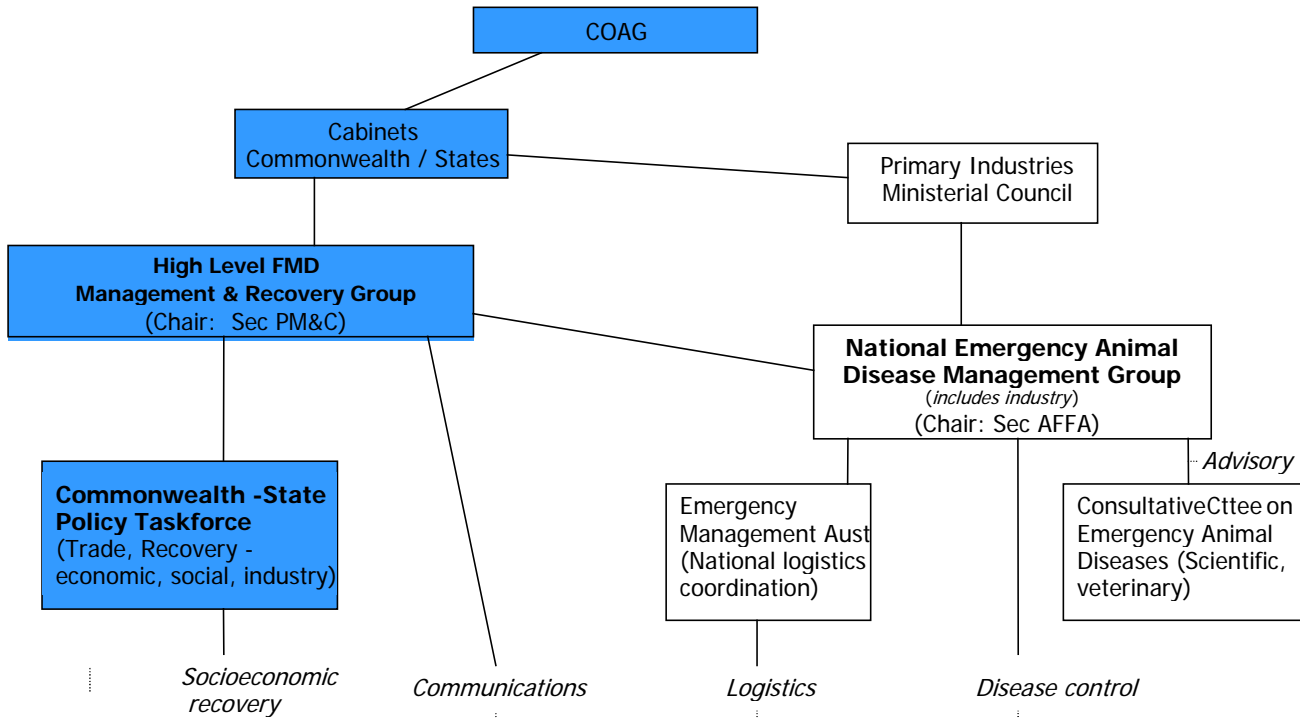 COAG
Cabinets
Commonwealth / States
Primary Industries
Ministerial Council
High Level FMD
Management & Recovery Group
(Chair: Sec PM&C)
National Emergency Animal
Disease Management Group
(includes industry)
(Chair: Sec AFFA)
Advisory
Commonwealth -State
Policy Taskforce
(Trade, Recovery -
economic, social, industry)
Emergency
Management Aust
(National logistics
coordination)
ConsultativeCttee on
Emergency Animal
Diseases (Scientific,
veterinary)
Socioeconomic
recovery
Communications
Logistics
Disease control